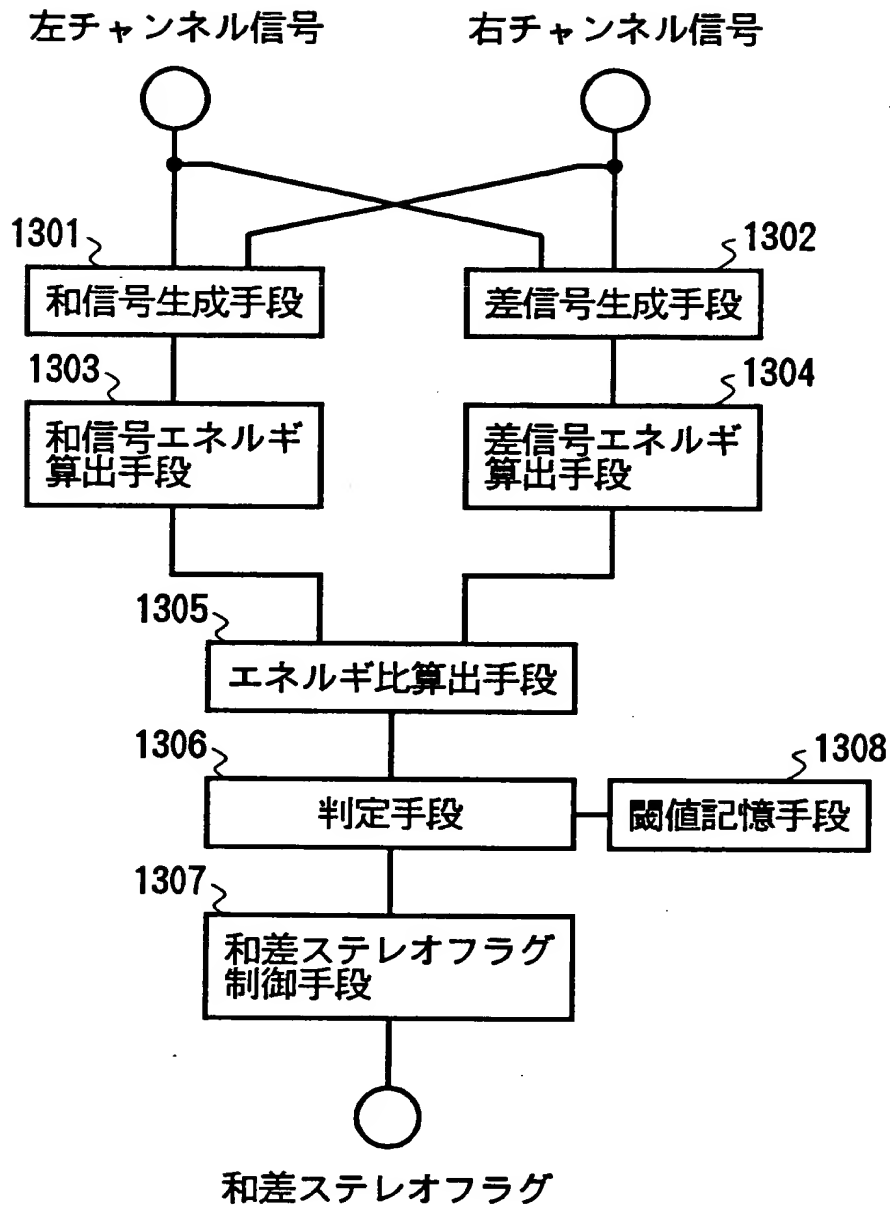 左チャンネル信号
右チャンネル信号
1301
1302
和信号生成手段
差信号生成手段
1303
1304
和信号エネルギ
算出手段
差信号エネルギ
算出手段
1305
エネルギ比算出手段
1306
1308
判定手段
閾値記憶手段
1307
和差ステレオフラグ
制御手段
和差ステレオフラグ